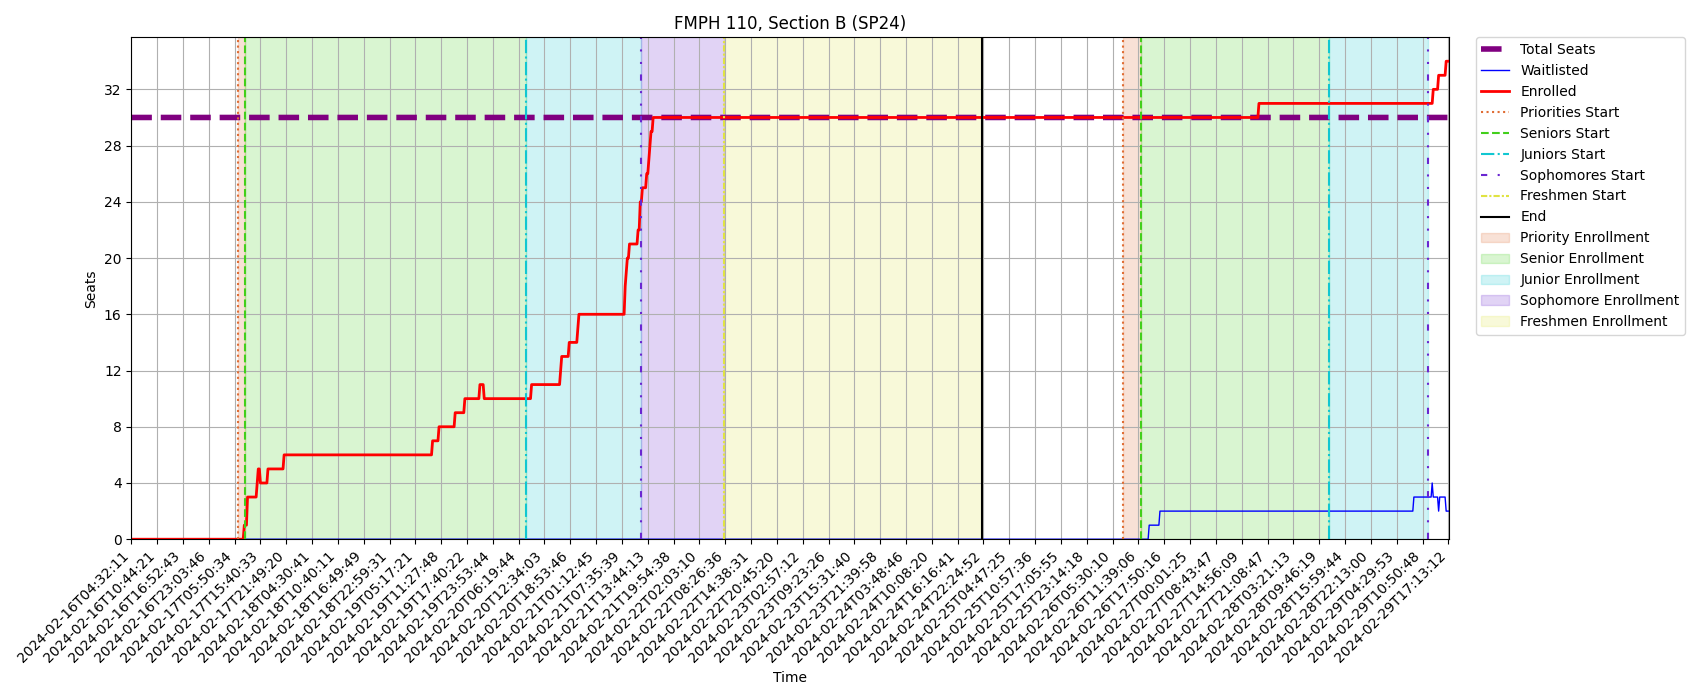 FMPH 110, Section B (SP24)
Seats
32
28
24
20
16
12
8
4
0
2024-02-16T04:32:11
2024-02-16T10:44:21
2024-02-16T16:52:43
2024-02-16T23:03:46
2024-02-17T05:50:34
2024-02-17T15:40:33
2024-02-17T21:49:20
2024-02-18T04:30:41
2024-02-18T10:40:11
2024-02-18T16:49:49
2024-02-18T22:59:37
2024-02-19T05:17:21
2024-02-19T11:27:48
2024-02-19T17:40:22
2024-02-19T23:53:44
2024-02-20T06:19:44
2024-02-20T12:34:03
2024-02-20T18:53:46
2024-02-21T01:12:45
2024-02-21T07:35:39
2024-02-21T13:44:13
2024-02-21T19:54:38
2024-02-22T02:03:10
2024-02-22T08:26:36
2024-02-22T14:38:31
2024-02-22T20:45:20
2024-02-23T03:57:12
2024-02-23T09:23:26
2024-02-23T15:31:40
2024-02-23T21:39:58
2024-02-24T03:48:46
2024-02-24T10:08:20
2024-02-24T16:16:41
2024-02-24T22:24:52
2024-02-25T04:47:25
2024-02-25T10:57:36
2024-02-25T17:05:55
2024-02-25T23:14:18
2024-02-26T05:30:10
2024-02-26T11:39:06
2024-02-26T17:50:16
2024-02-27T00:01:25
2024-02-27T08:43:47
2024-02-27T14:56:09
2024-02-27T21:08:47
2024-02-28T03:21:13
2024-02-28T09:46:19
2024-02-28T15:59:44
2024-02-28T22:13:00
2024-02-29T04:29:53
2024-02-29T10:50:48
2024-02-29T17:13:12
Time
Total Seats
Waitlisted
Enrolled
Priorities Start
Seniors Start
Juniors Start
Sophomores Start
Freshmen Start
End
Priority Enrollment
Senior Enrollment
Junior Enrollment
Sophomore Enrollment
Freshmen Enrollment